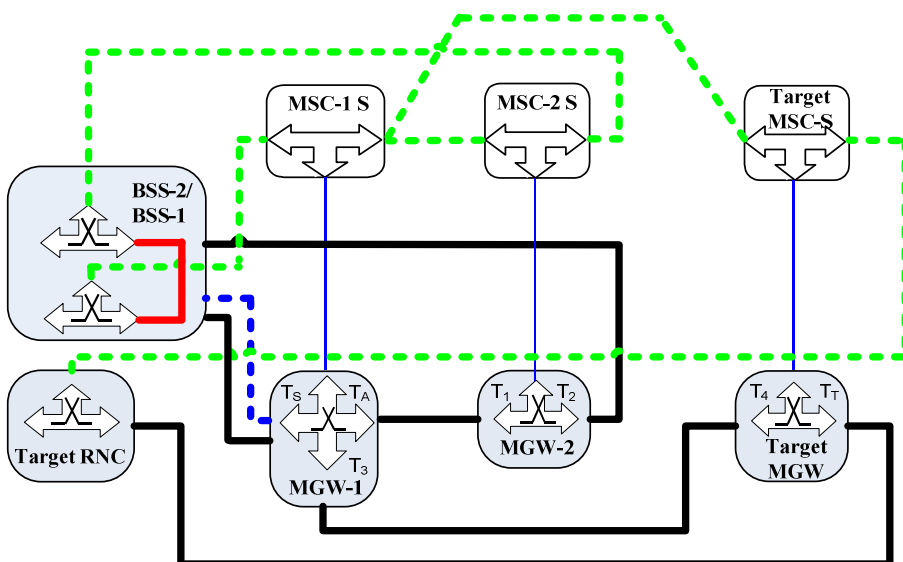 MSC-1 S
MSC-2 S
Target
MSC-S
BSS-2/
BSS-1
Target RNC
TS
TA
T3
MGW-1
T1
T2
MGW-2
T4
TT
Target
MGW